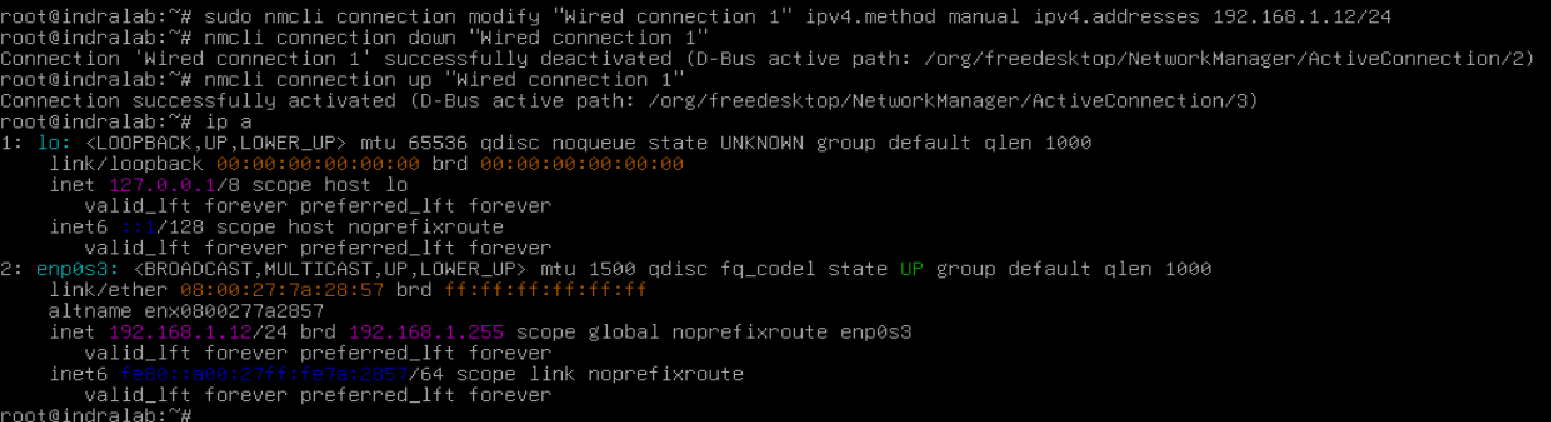 root@indralab:~# sudo nmcli connection modify "Wired connection 1" ipv4.method manual ipv4.addresses 192.168.1.12/24
root@indralab:~# nmcli connection down "Wired connection 1"
Connection 'Wired connection 1' successfully deactivated (D-Bus active path: /org/freedesktop/NetworkManager/ActiveConnection/2)
root@indralab:~# nmcli connection up "Wired connection 1"
Connection successfully activated (D-Bus active path: /org/freedesktop/NetworkManager/ActiveConnection/3)
root@indralab:~# ip a
1: lo: <LOOPBACK,UP,LOWER_UP> mtu 65536 qdisc noqueue state UNKNOWN group default qlen 1000
    link/loopback 00:00:00:00:00:00 brd 00:00:00:00:00:00
    inet 127.0.0.1/8 scope host lo
       valid_lft forever preferred_lft forever
    inet6 ::1/128 scope host noprefixroute
       valid_lft forever preferred_lft forever
2: enp0s3: <BROADCAST,MULTICAST,UP,LOWER_UP> mtu 1500 qdisc fq_codel state UP group default qlen 1000
    link/ether 08:00:27:7a:28:57 brd ff:ff:ff:ff:ff:ff
    altname enx0800277a2857
    inet 192.168.1.12/24 brd 192.168.1.255 scope global noprefixroute enp0s3
       valid_lft forever preferred_lft forever
    inet6 fe80::a00:27ff:fe7a:2857/64 scope link noprefixroute
       valid_lft forever preferred_lft forever
root@indralab:~#